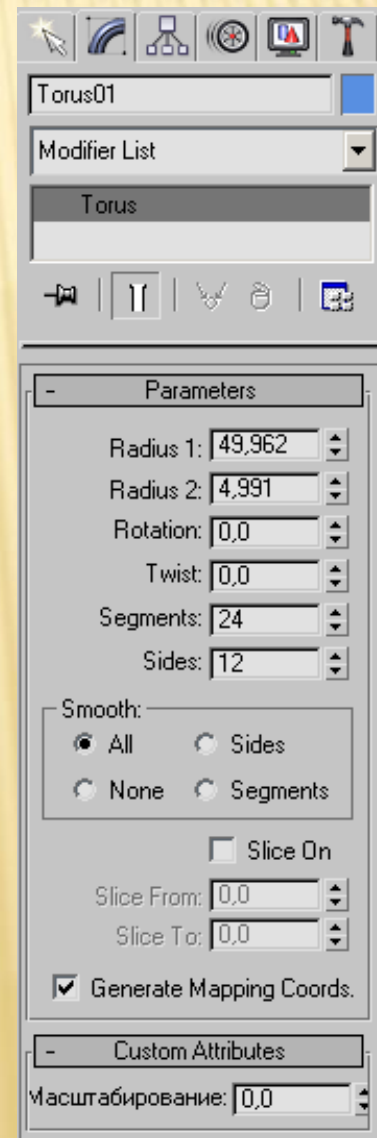 Torus01
Modifier List
Torus
- Parameters
Radius 1: 49,962
Radius 2: 4,991
Rotation: 0,0
Twist: 0,0
Segments: 24
Sides: 12
Smooth:
All Sides
None Segments
Slice On
Slice From: 0,0
Slice To: 0,0
Generate Mapping Coords.
- Custom Attributes
Масштабирование: 0,0